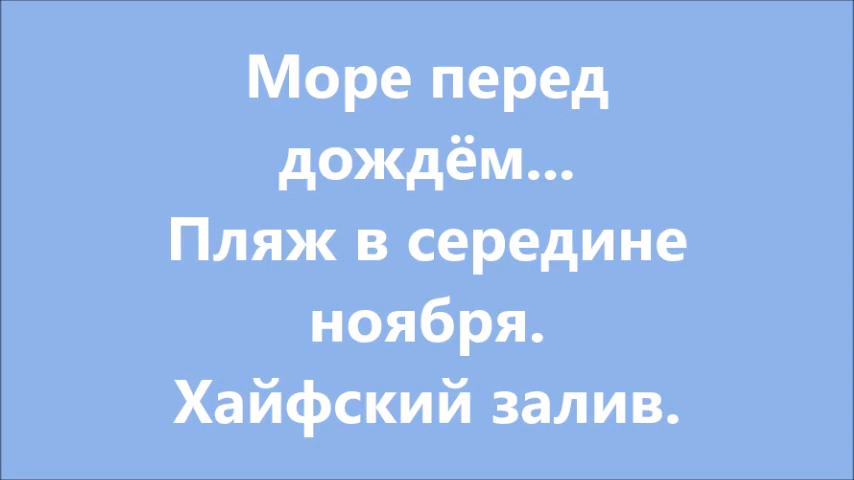 Море перед
дождём...
Пляж в середине
ноября.
Хайфский залив.